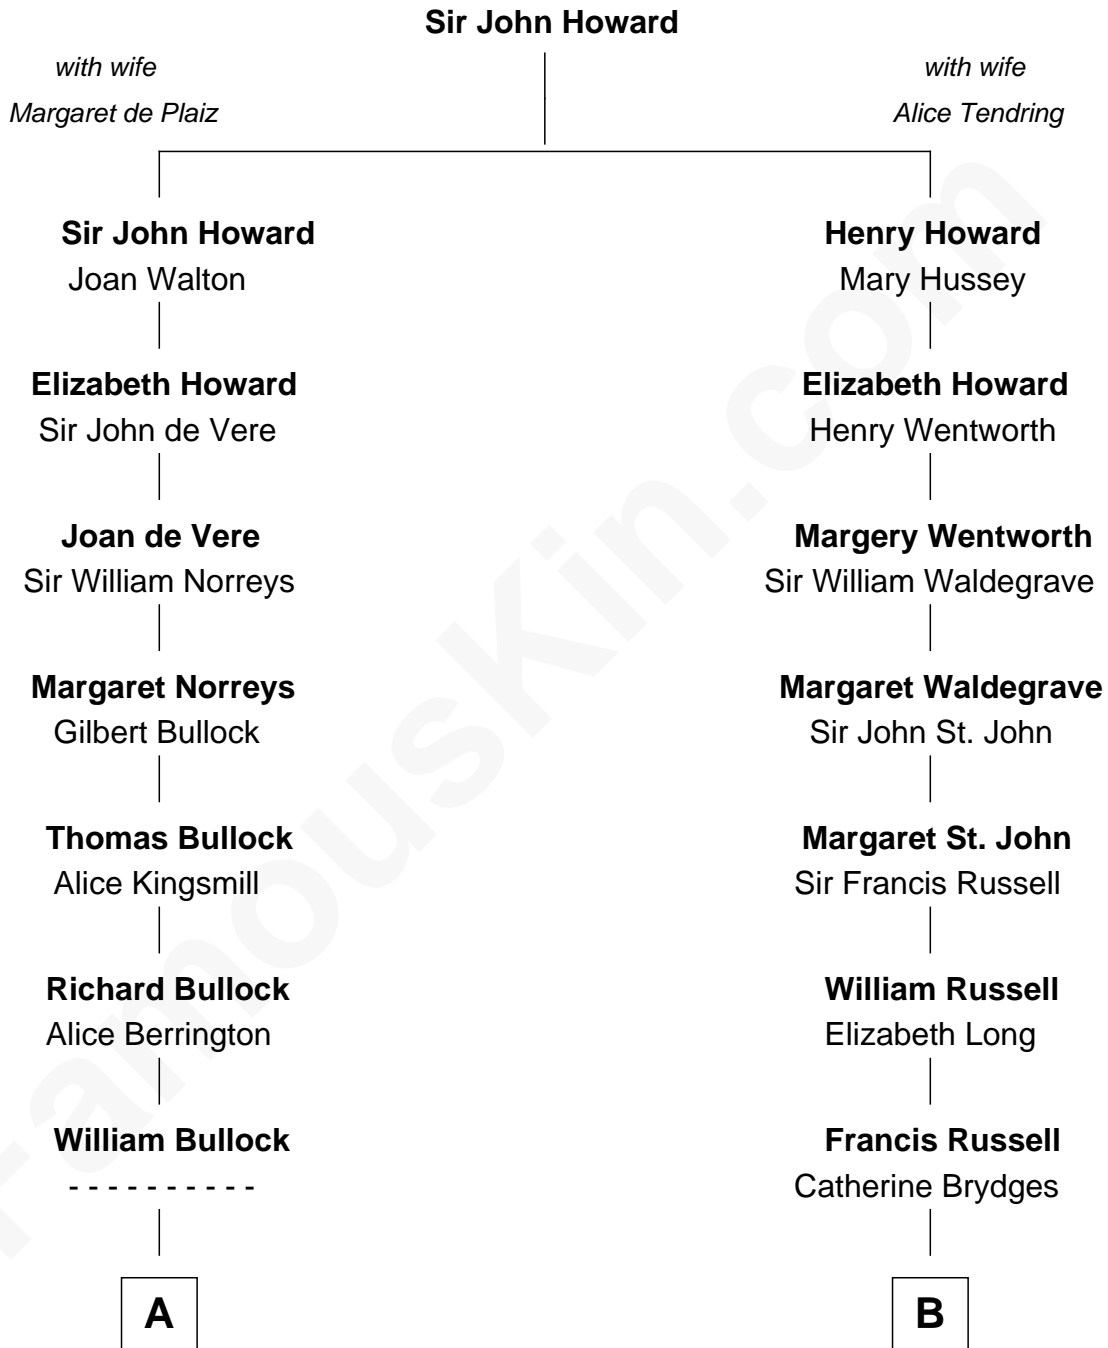 Sir John Howard
with wife
Margaret de Plaiz
with wife
Alice Tendring
Sir John Howard
Joan Walton
Henry Howard
Mary Hussey
Elizabeth Howard
Sir John de Vere
Elizabeth Howard
Henry Wentworth
Joan de Vere
Sir William Norreys
Margery Wentworth
Sir William Waldegrave
Margaret Norreys
Gilbert Bullock
Margaret Waldegrave
Sir John St. John
Thomas Bullock
Alice Kingsmill
Margaret St. John
Sir Francis Russell
Richard Bullock
Alice Berrington
William Russell
Elizabeth Long
William Bullock
- - - - - - - - - -
Francis Russell
Catherine Brydges
A
B
FamousKin.com